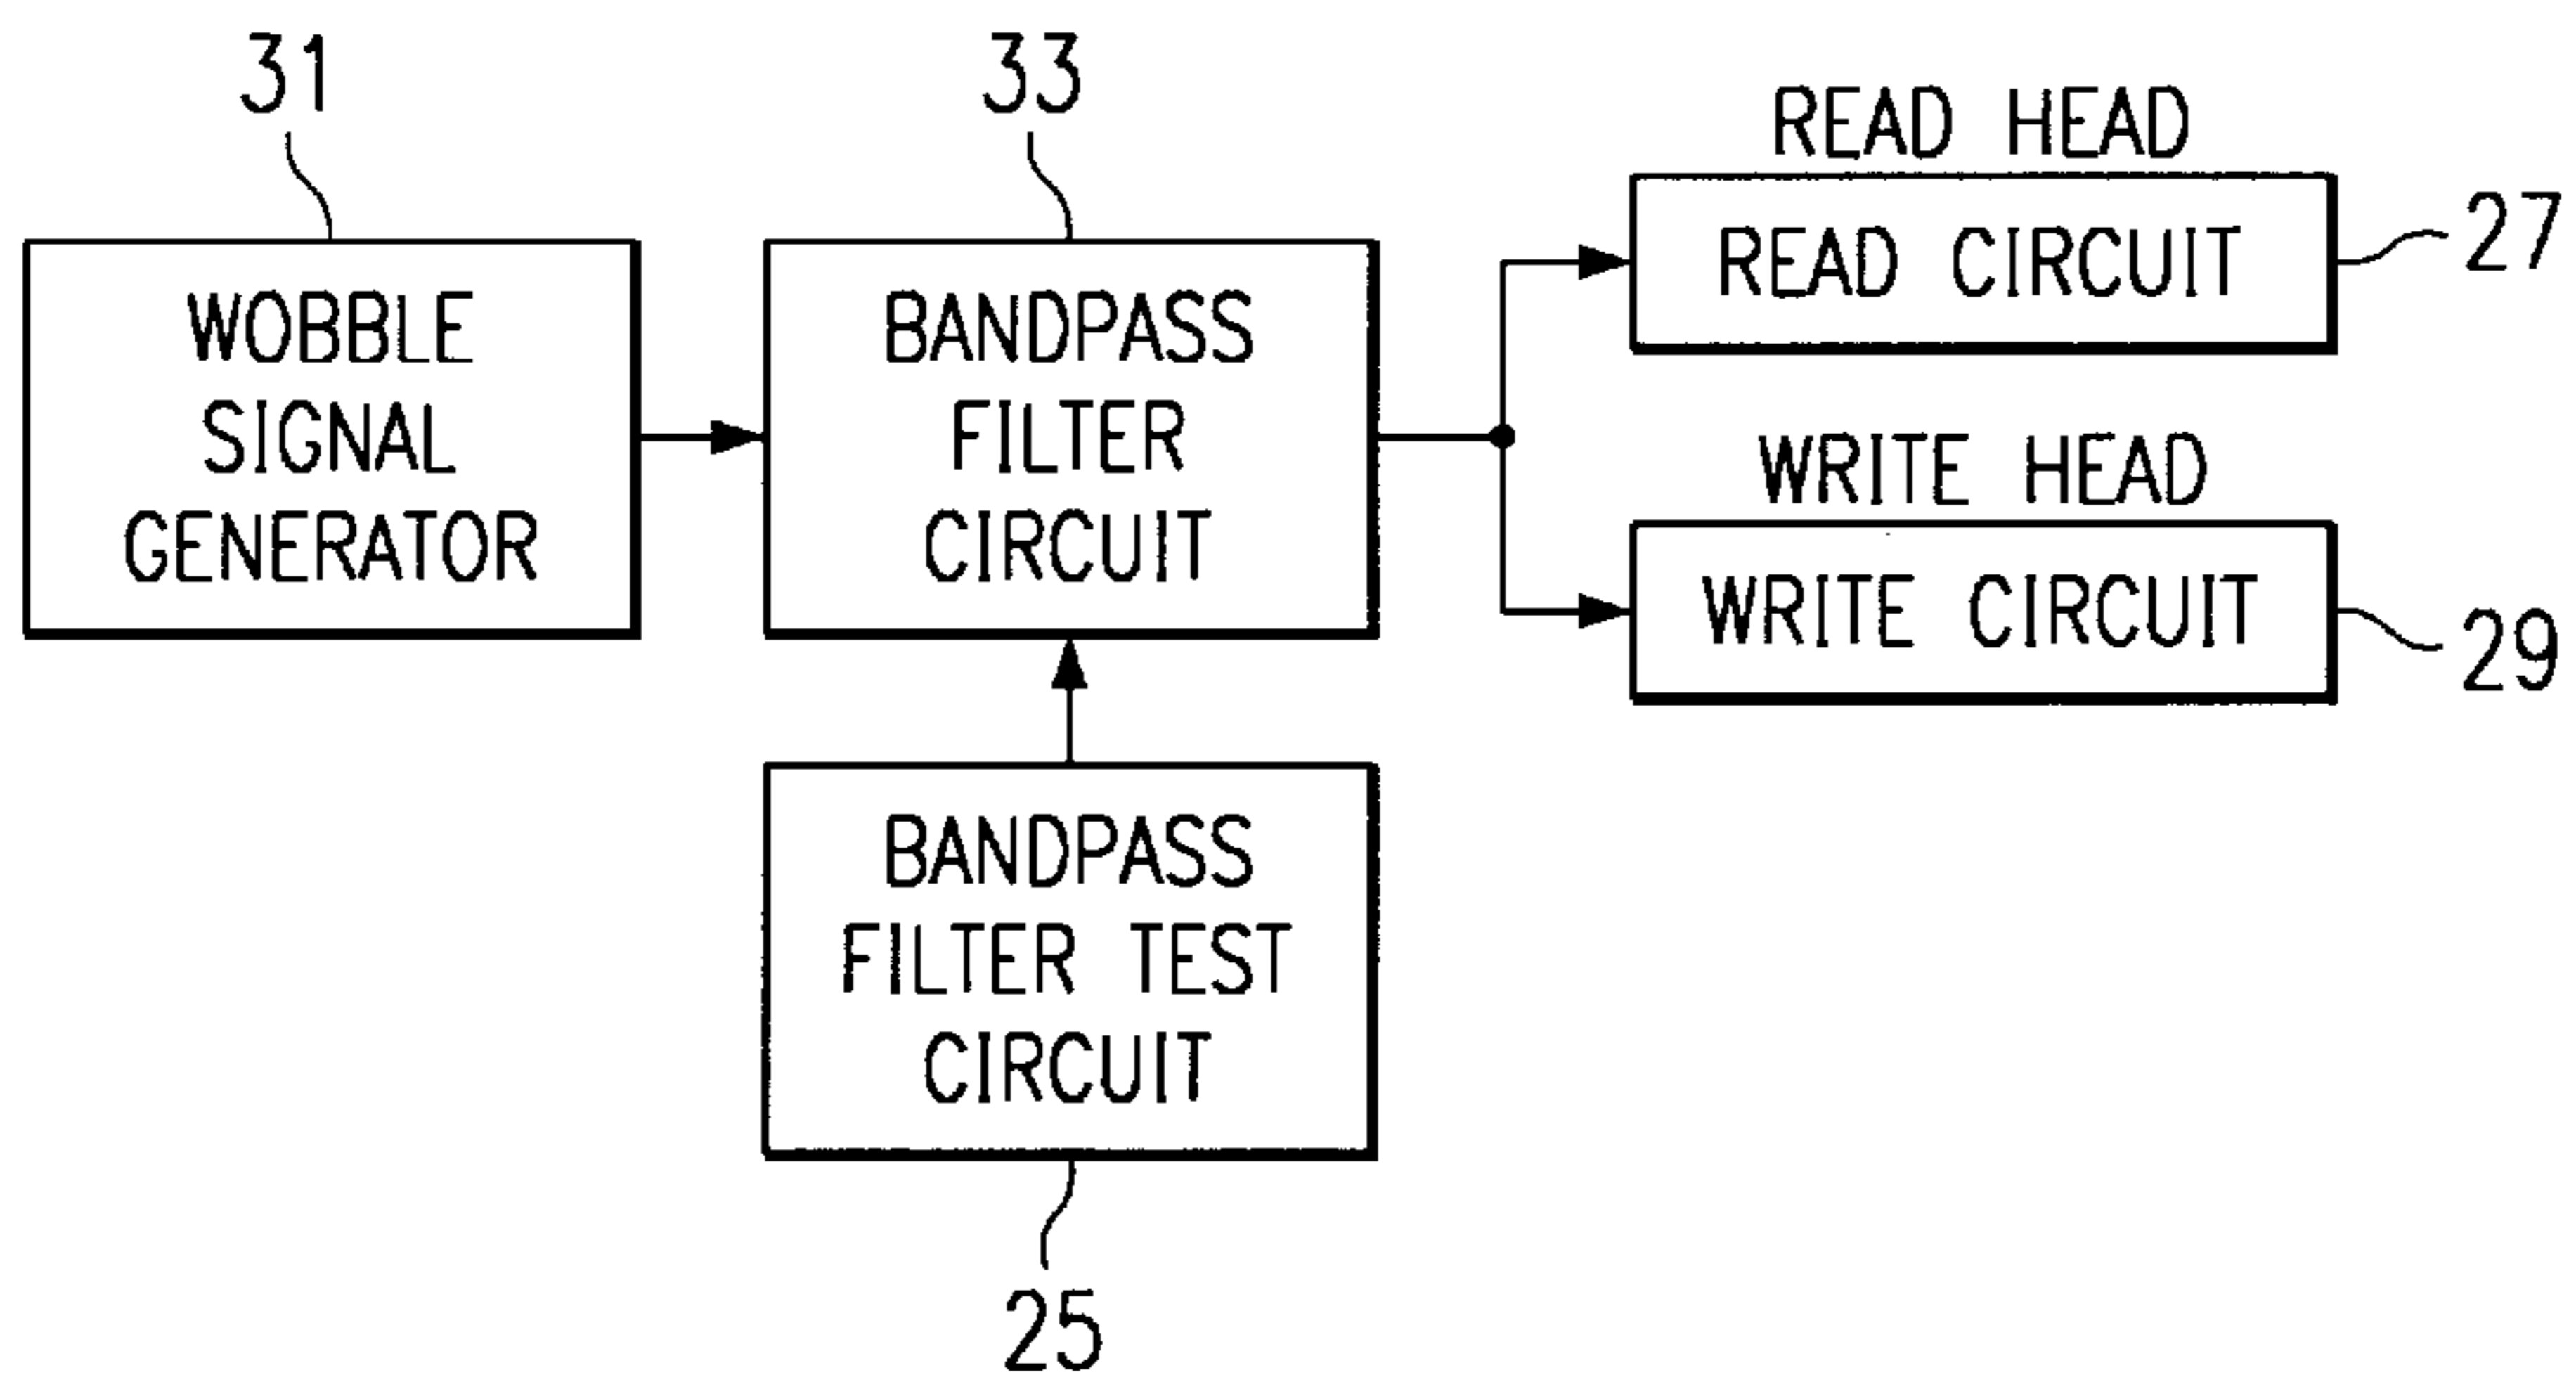 31
WOBBLE
SIGNAL
GENERATOR
33
BANDPASS
FILTER
CIRCUIT
READ HEAD
READ CIRCUIT
27
WRITE HEAD
WRITE CIRCUIT
29
BANDPASS
FILTER TEST
CIRCUIT
25